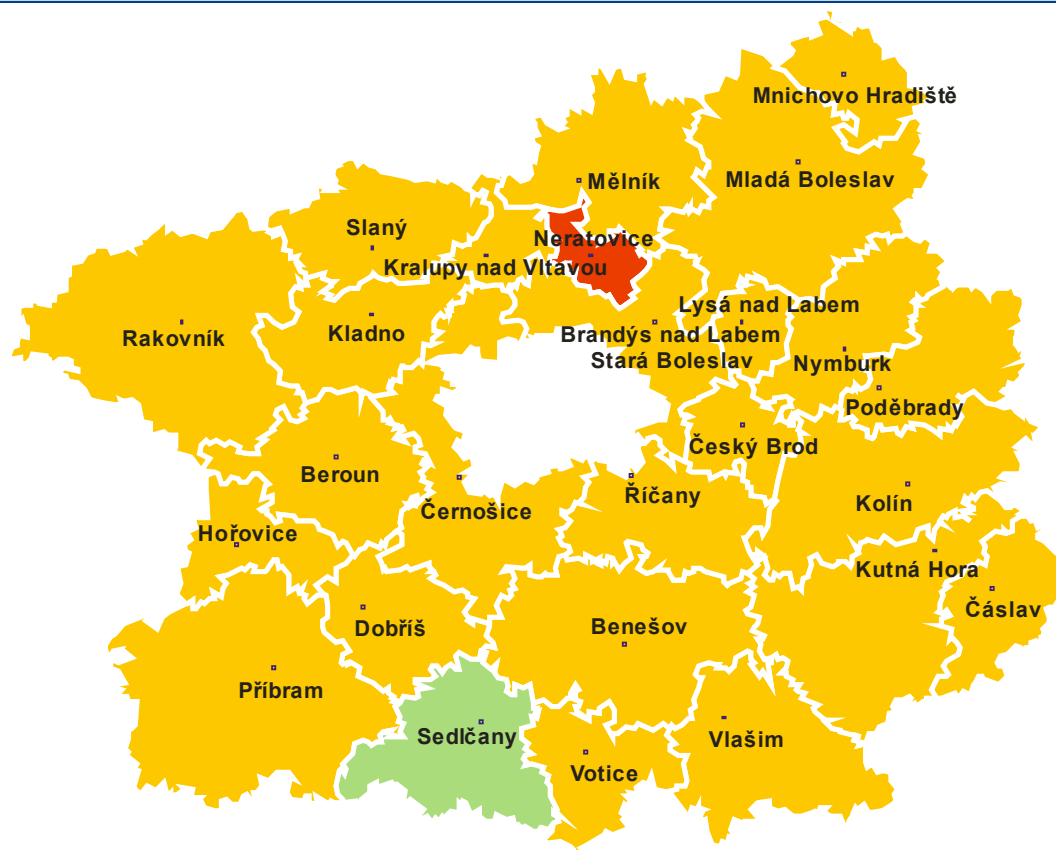 Mnichovo Hradiště
Mělník
Mladá Boleslav
Slaný
Neratovice
Kralupy nad Vltavou
Lysá nad Labem
Rakovník
Kladno
Brandýs nad Labem
Stará Boleslav
Nymburk
Poděbrady
Český Brod
Beroun
Říčany
Kolín
Černošice
Hořovice
Kutná Hora
Čáslav
Dobříš
Benešov
Příbram
Sedlčany
Vlašim
Votice